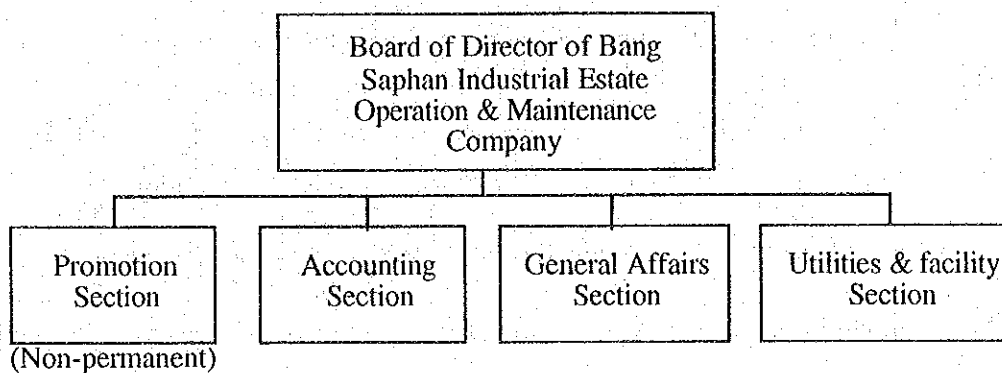 Board of Director of Bang
Saphan Industrial Estate
Operation & Maintenance
Company
Promotion
Section
(Non-permanent)
Accounting
Section
General Affairs
Section
Utilities & facility
Section